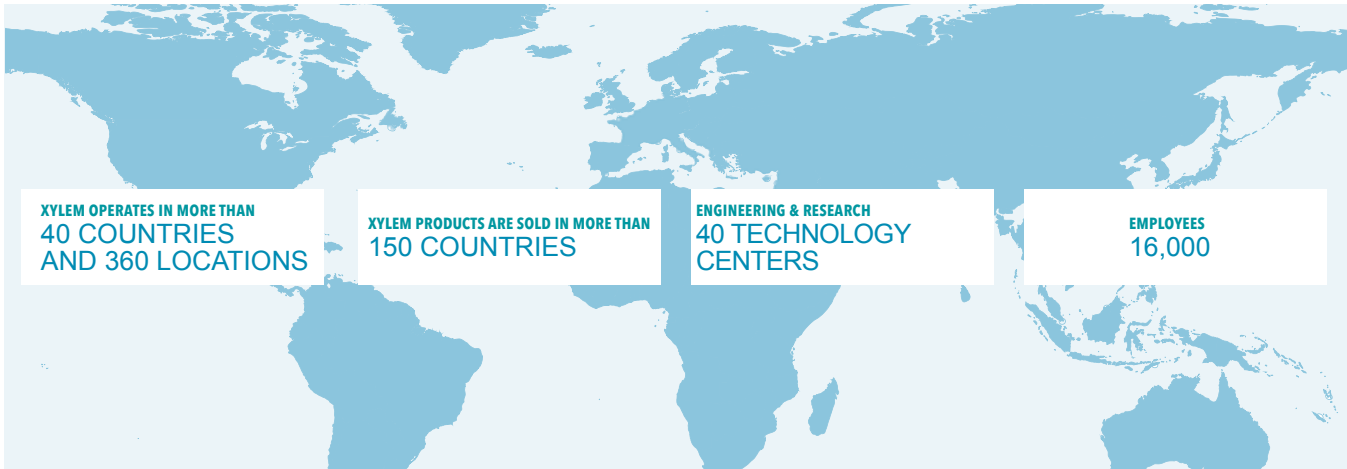 XYLEM OPERATES IN MORE THAN
40 COUNTRIES
AND 360 LOCATIONS
XYLEM PRODUCTS ARE SOLD IN MORE THAN
150 COUNTRIES
ENGINEERING & RESEARCH
40 TECHNOLOGY
CENTERS
EMPLOYEES
16,000